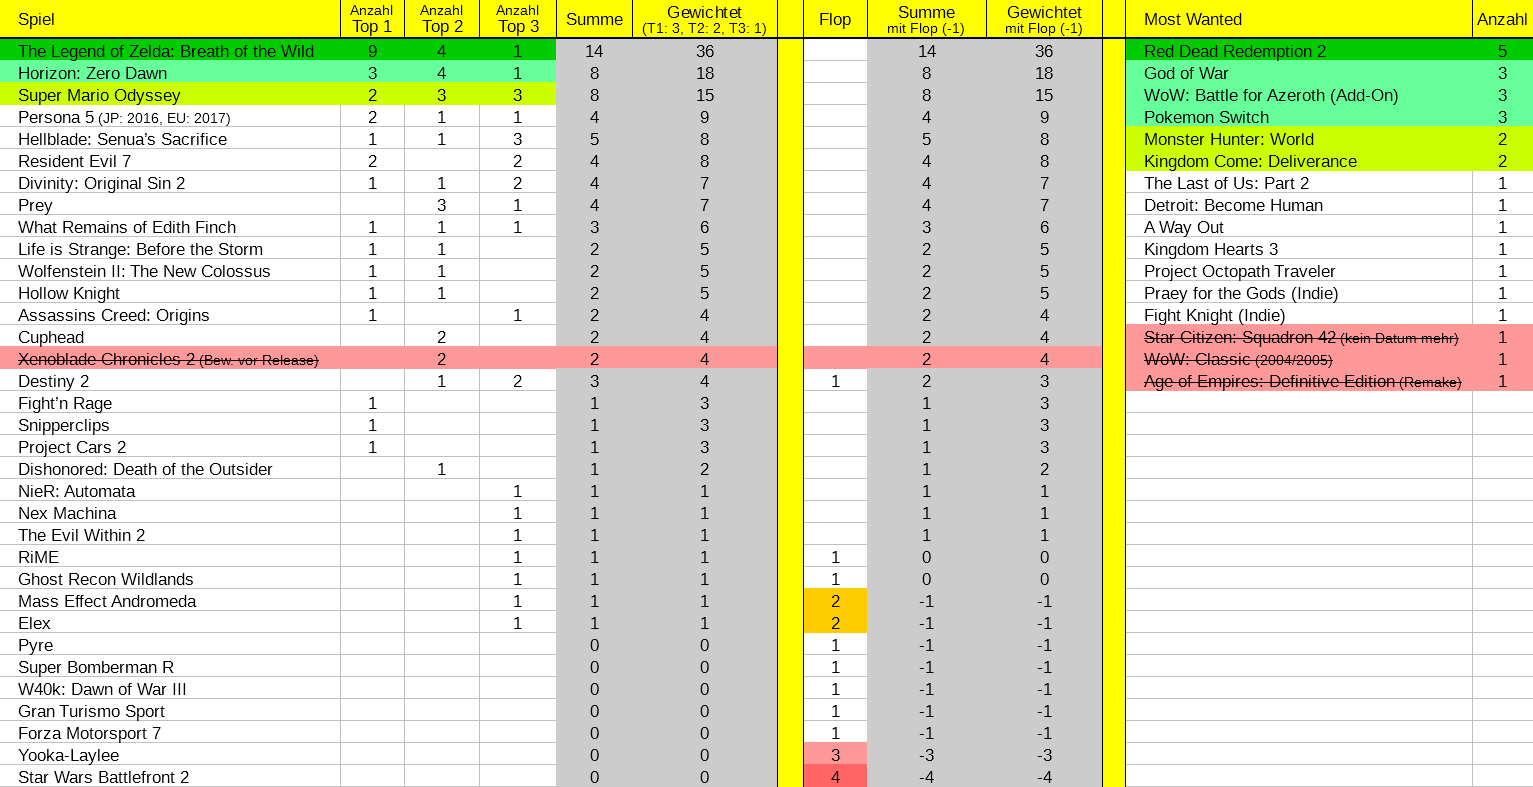 Spiel Anzahl Top 1 Anzahl Top 2 Anzahl Top 3 Summe Gewichtet (T1: 3, T2: 2, T3: 1) Flop Summe mit Flop (-1) Gewichtet mit Flop (-1) Most Wanted Anzahl
The Legend of Zelda: Breath of the Wild 9 4 1 14 36 14 36 Red Dead Redemption 2 5
Horizon: Zero Dawn 3 4 1 8 18 8 18 God of War 3
Super Mario Odyssey 2 3 3 8 15 8 15 WoW: Battle for Azeroth (Add-On) 3
Persona 5 (JP: 2016, EU: 2017) 2 1 1 4 9 4 9 Pokemon Switch 3
Hellblade: Senua's Sacrifice 1 1 3 5 8 5 8 Monster Hunter: World 2
Resident Evil 7 2 2 4 8 4 8 Kingdom Come: Deliverance 2
Divinity: Original Sin 2 1 1 2 4 7 4 7 The Last of Us: Part 2 1
Prey 3 1 4 7 4 7 Detroit: Become Human 1
What Remains of Edith Finch 1 1 1 3 6 3 6 A Way Out 1
Life is Strange: Before the Storm 1 1 2 5 2 5 Kingdom Hearts 3 1
Wolfenstein II: The New Colossus 1 1 2 5 2 5 Project Octopath Traveler 1
Hollow Knight 1 1 2 5 2 5 Praey for the Gods (Indie) 1
Assassins Creed: Origins 1 1 2 4 2 4 Fight Knight (Indie) 1
Cuphead 2 2 4 2 4 Star Citizen: Squadron 42 (kein Datum mehr) 1
Xenoblade Chronicles 2 (Bew. vor Release) 2 2 4 2 4 WoW: Classic (2004/2005) 1
Destiny 2 1 2 3 4 1 2 3 Age of Empires: Definitive Edition (Remake) 1
Fight'n Rage 1 1 3 1 3
Snipperclips 1 1 3 1 3
Project Cars 2 1 1 3 1 3
Dishonored: Death of the Outsider 1 1 2 1 2
NieR: Automata 1 1 1 1 1
Nex Machina 1 1 1 1 1
The Evil Within 2 1 1 1 1 1
RiME 1 1 1 1 0 0
Ghost Recon Wildlands 1 1 1 1 0 0
Mass Effect Andromeda 1 1 1 2 -1 -1
Elex 1 1 1 2 -1 -1
Pyre 0 0 1 -1 -1
Super Bomberman R 0 0 1 -1 -1
W40k: Dawn of War III 0 0 1 -1 -1
Gran Turismo Sport 0 0 1 -1 -1
Forza Motorsport 7 0 0 1 -1 -1
Yooka-Laylee 0 0 3 -3 -3
Star Wars Battlefront 2 0 0 4 -4 -4